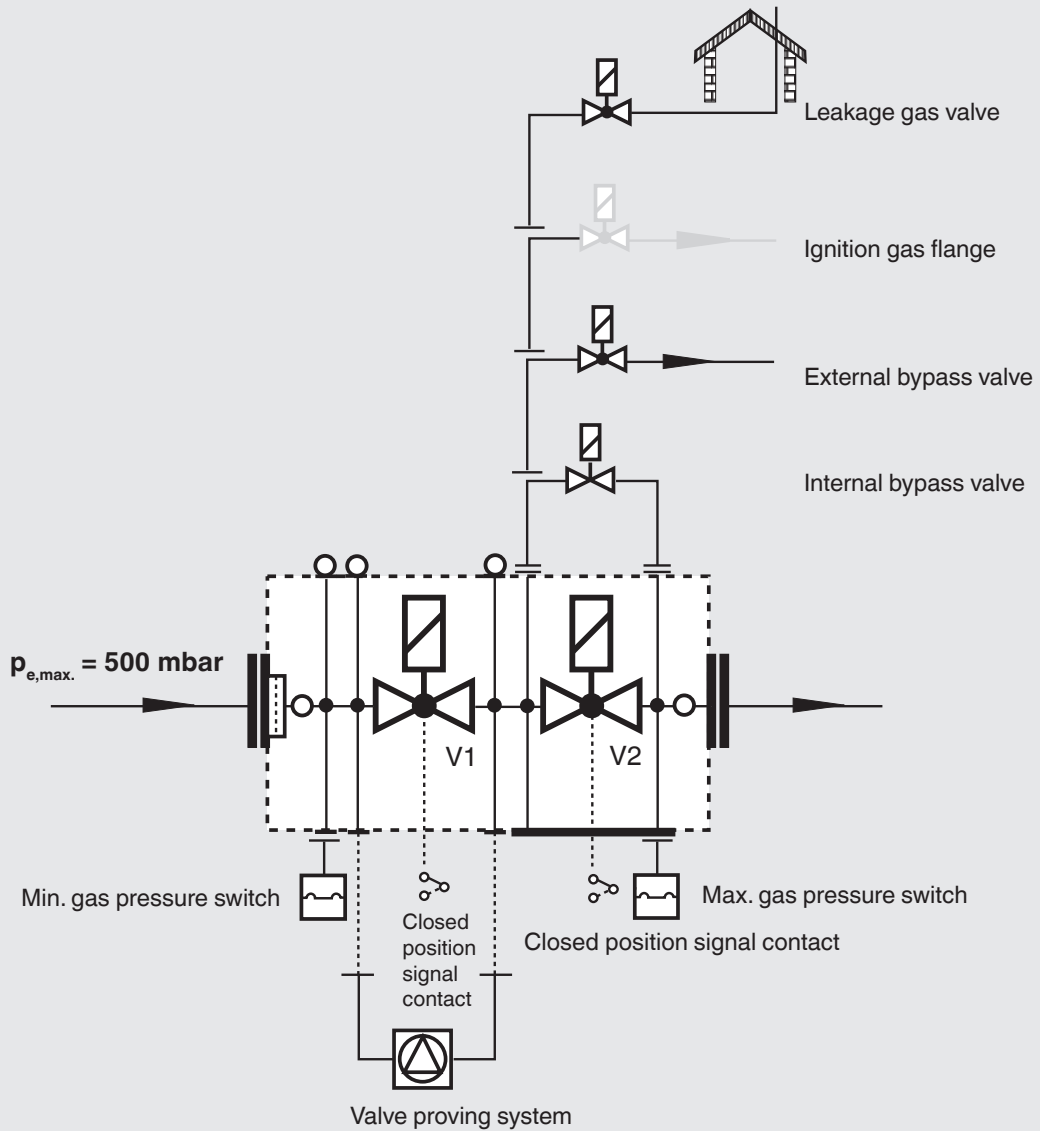 Leakage gas valve
Ignition gas flange
External bypass valve
Internal bypass valve
pe,max. = 500 mbar
V1
V2
Min. gas pressure switch
Max. gas pressure switch
Closed
position
signal
contact
Closed position signal contact
Valve proving system